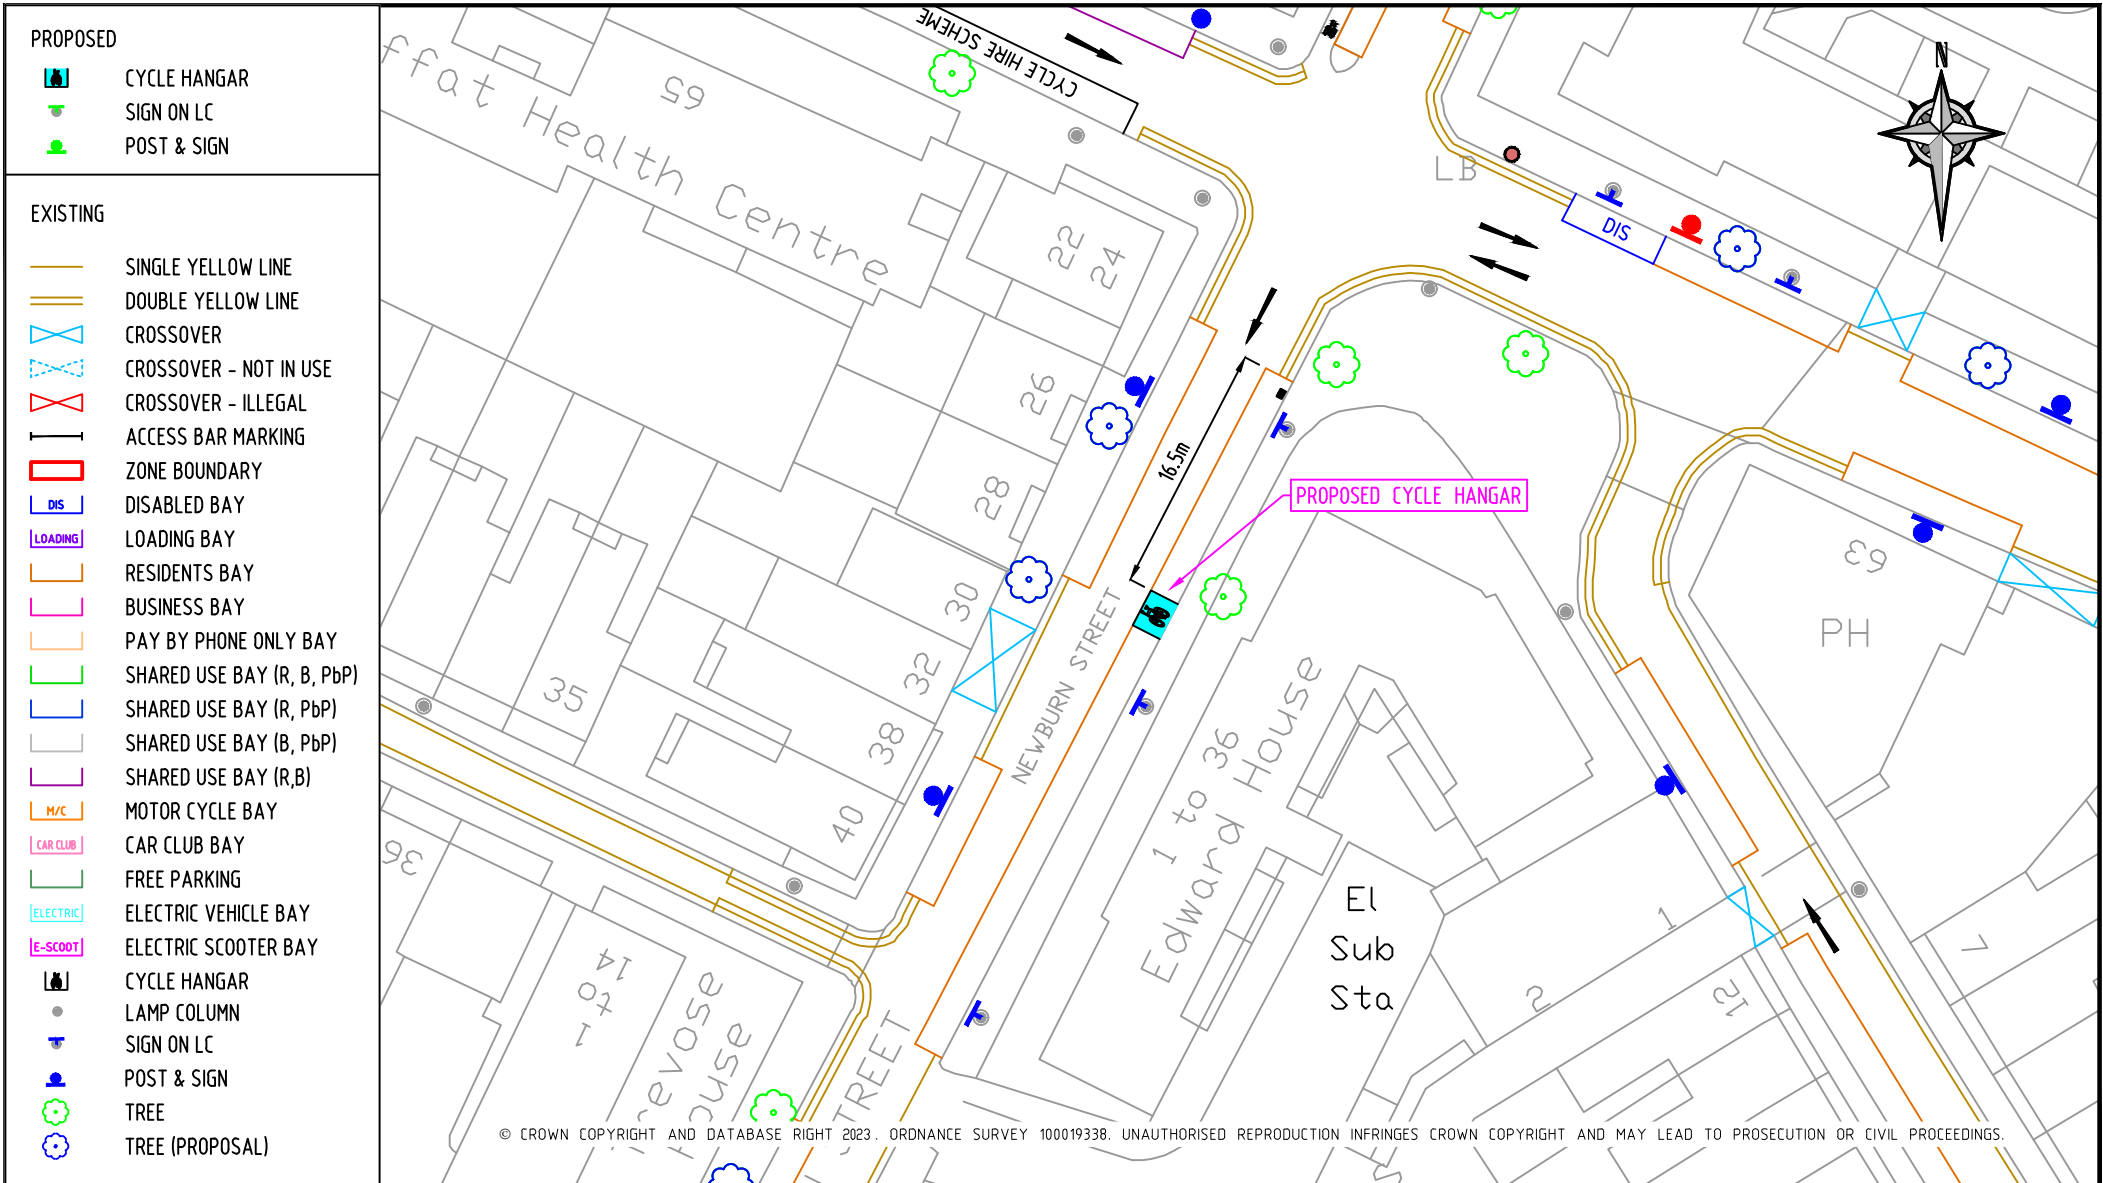 PROPOSED
CYCLE HANGAR
SIGN ON LC
POST & SIGN
EXISTING
SINGLE YELLOW LINE
DOUBLE YELLOW LINE
CROSSOVER
CROSSOVER - NOT IN USE
CROSSOVER - ILLEGAL
ACCESS BAR MARKING
ZONE BOUNDARY
DIS DISABLED BAY
LOADING LOADING BAY
RESIDENTS BAY
BUSINESS BAY
PAY BY PHONE ONLY BAY
SHARED USE BAY (R, B, PbP)
SHARED USE BAY (R, PbP)
SHARED USE BAY (B, PbP)
SHARED USE BAY (R,B)
M/C MOTOR CYCLE BAY
CAR CLUB CAR CLUB BAY
FREE PARKING
ELECTRIC ELECTRIC VEHICLE BAY
E-SCOOT ELECTRIC SCOOTER BAY
CYCLE HANGAR
LAMP COLUMN
SIGN ON LC
POST & SIGN
TREE
TREE (PROPOSAL)
CYCLE HIRE SCHEME
N
ffat Health Centre
65
22
24
LB
DIS
26
28
16.5m
PROPOSED CYCLE HANGAR
30
32
35
38
40
NEWBURN STREET
63
PH
1 to 36
Edward House
El
Sub
Sta
36
1 to 14
revose
House
STREET
1
2
15
7
© CROWN COPYRIGHT AND DATABASE RIGHT 2023. ORDNANCE SURVEY 100019338. UNAUTHORISED REPRODUCTION INFRINGES CROWN COPYRIGHT AND MAY LEAD TO PROSECUTION OR CIVIL PROCEEDINGS.